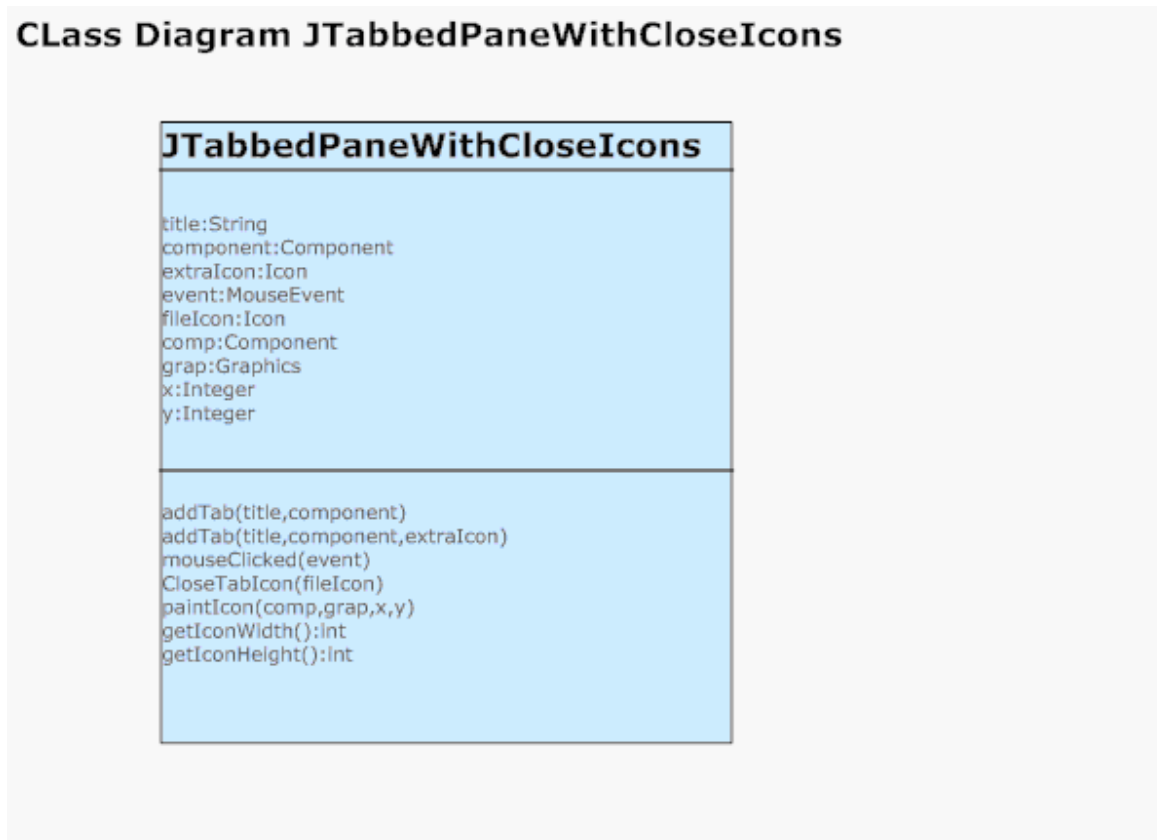 CLass Diagram JTabbedPaneWithCloseIcons
JTabbedPaneWithCloseIcons
title:String
component:Component
extraIcon:Icon
event:MouseEvent
fileIcon:Icon
comp:Component
grap:Graphics
x:Integer
y:Integer
addTab(title,component)
addTab(title,component,extraIcon)
mouseClicked(event)
CloseTabIcon(fileIcon)
paintIcon(comp,grap,x,y)
getIconWidth():int
getIconHeight():int